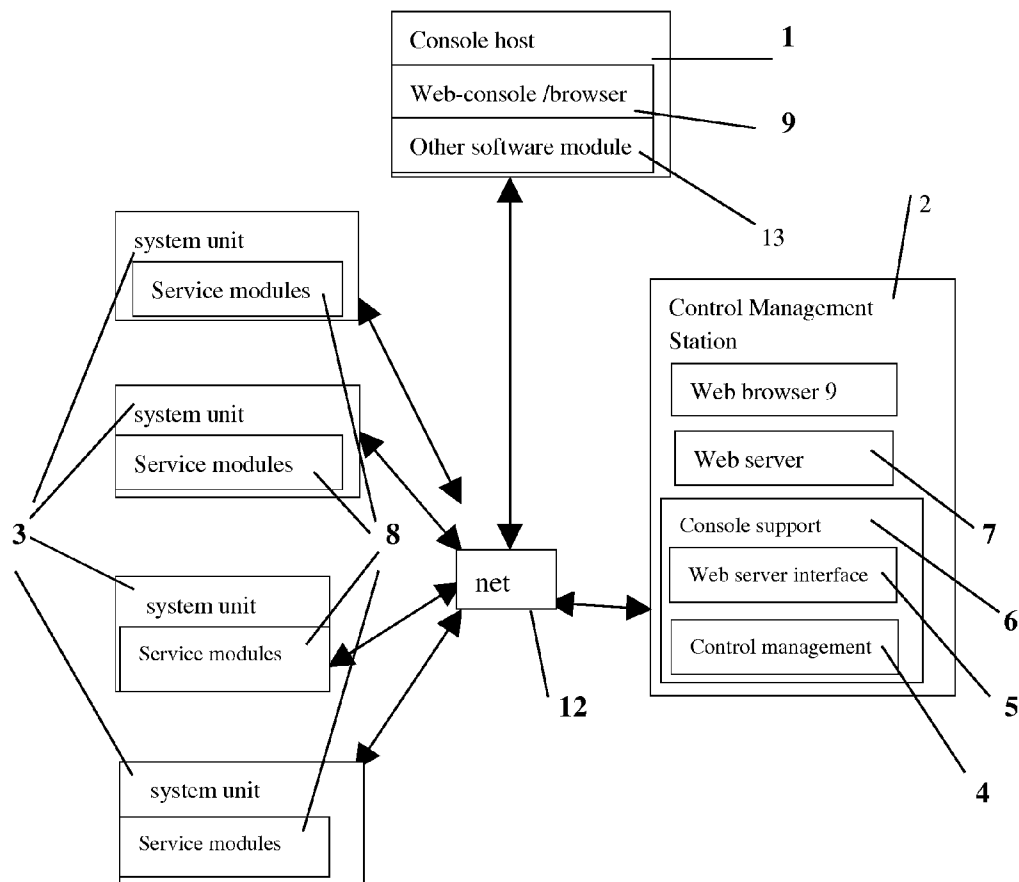 Console host
1
Web-console /browser
9
Other software module
13
2
system unit
Service modules
Control Management
Station
Web browser 9
system unit
Service modules
Web server
7
3
8
Console support
Web server interface
6
net
system unit
Service modules
Control management
12
5
4
system unit
Service modules